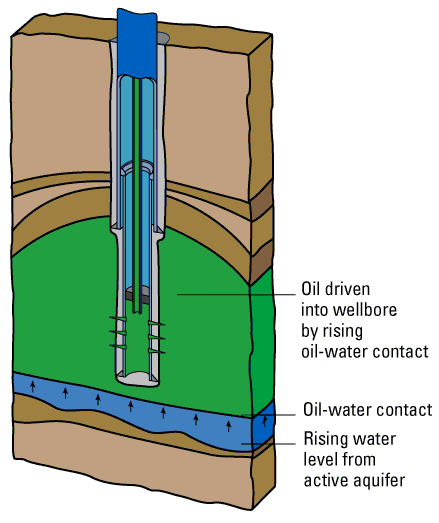 Oil driven
into wellbore
by rising
oil-water contact
Oil-water contact
Rising water
level from
active aquifer